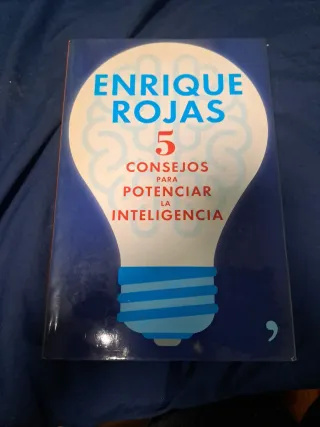 ENRIQUE
ROJAS
5
CONSEJOS
PARA
POTENCIAR
LA
INTELIGENCIA